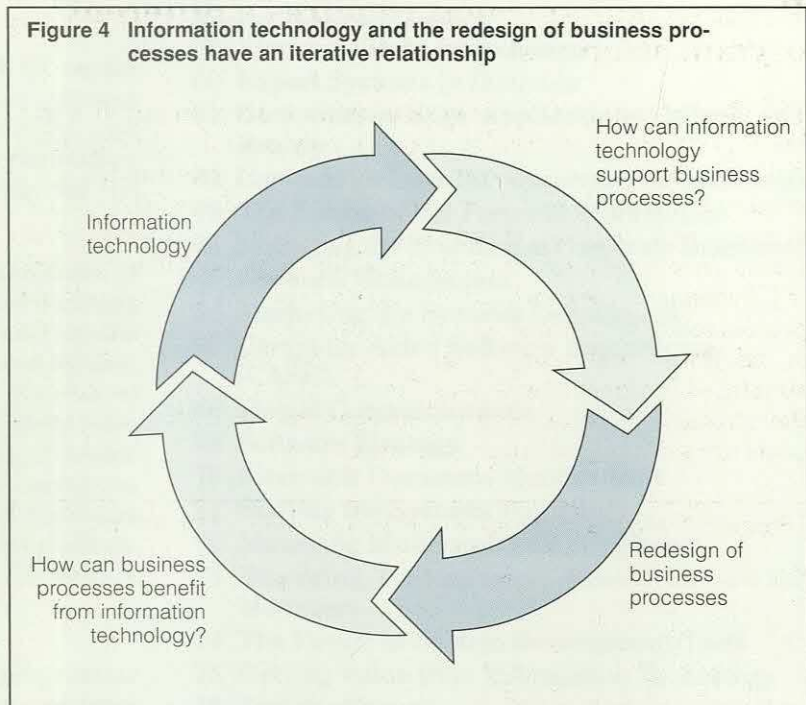 Figure 4 Information technology and the redesign of business pro-
cesses have an iterative relationship
How can information
technology
support business
processes?
Information
technology
Redesign of
business
processes
How can business
processes benefit
from information
technology?